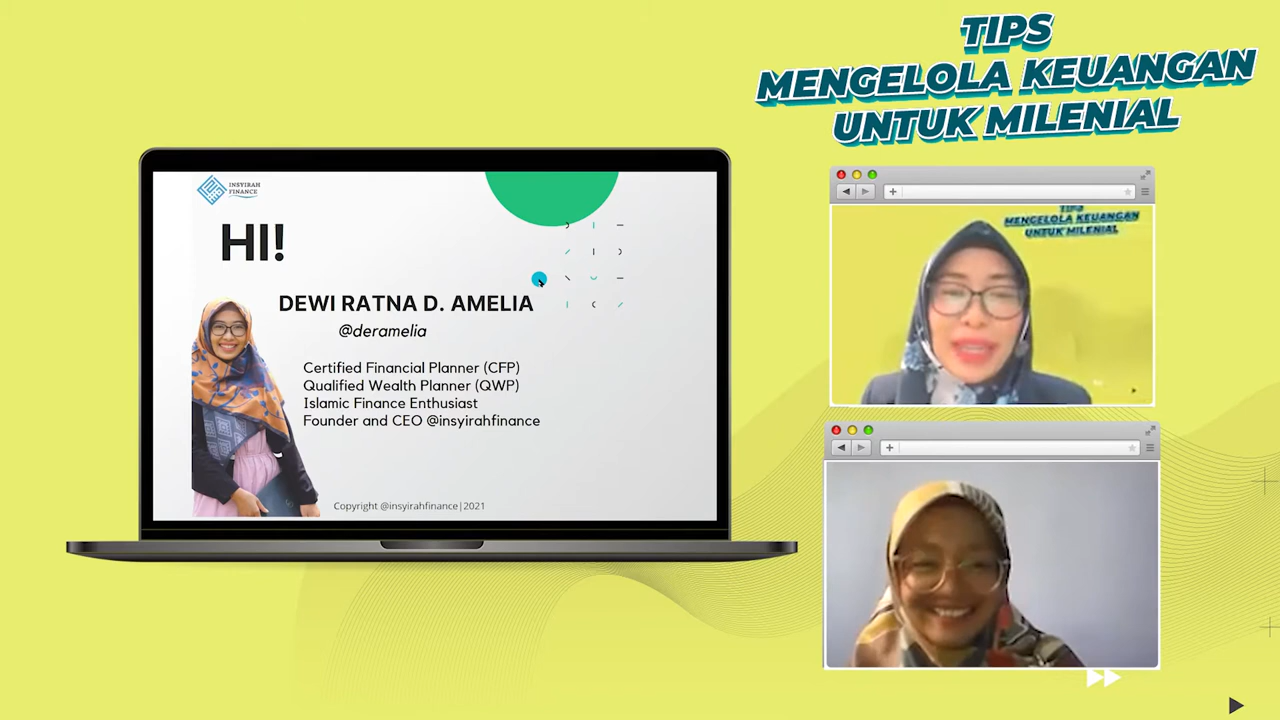 TIPS
MENGELOLA KEUANGAN
UNTUK MILENIAL
INSYIRAH
FINANCE
HI!
DEWI RATNA D. AMELIA
@deramelia
Certified Financial Planner (CFP)
Qualified Wealth Planner (QWP)
Islamic Finance Enthusiast
Founder and CEO @insyirahfinance
Copyright @insyirahfinance|2021
TIPS
MENGELOLA KEUANGAN
UNTUK MILENIAL